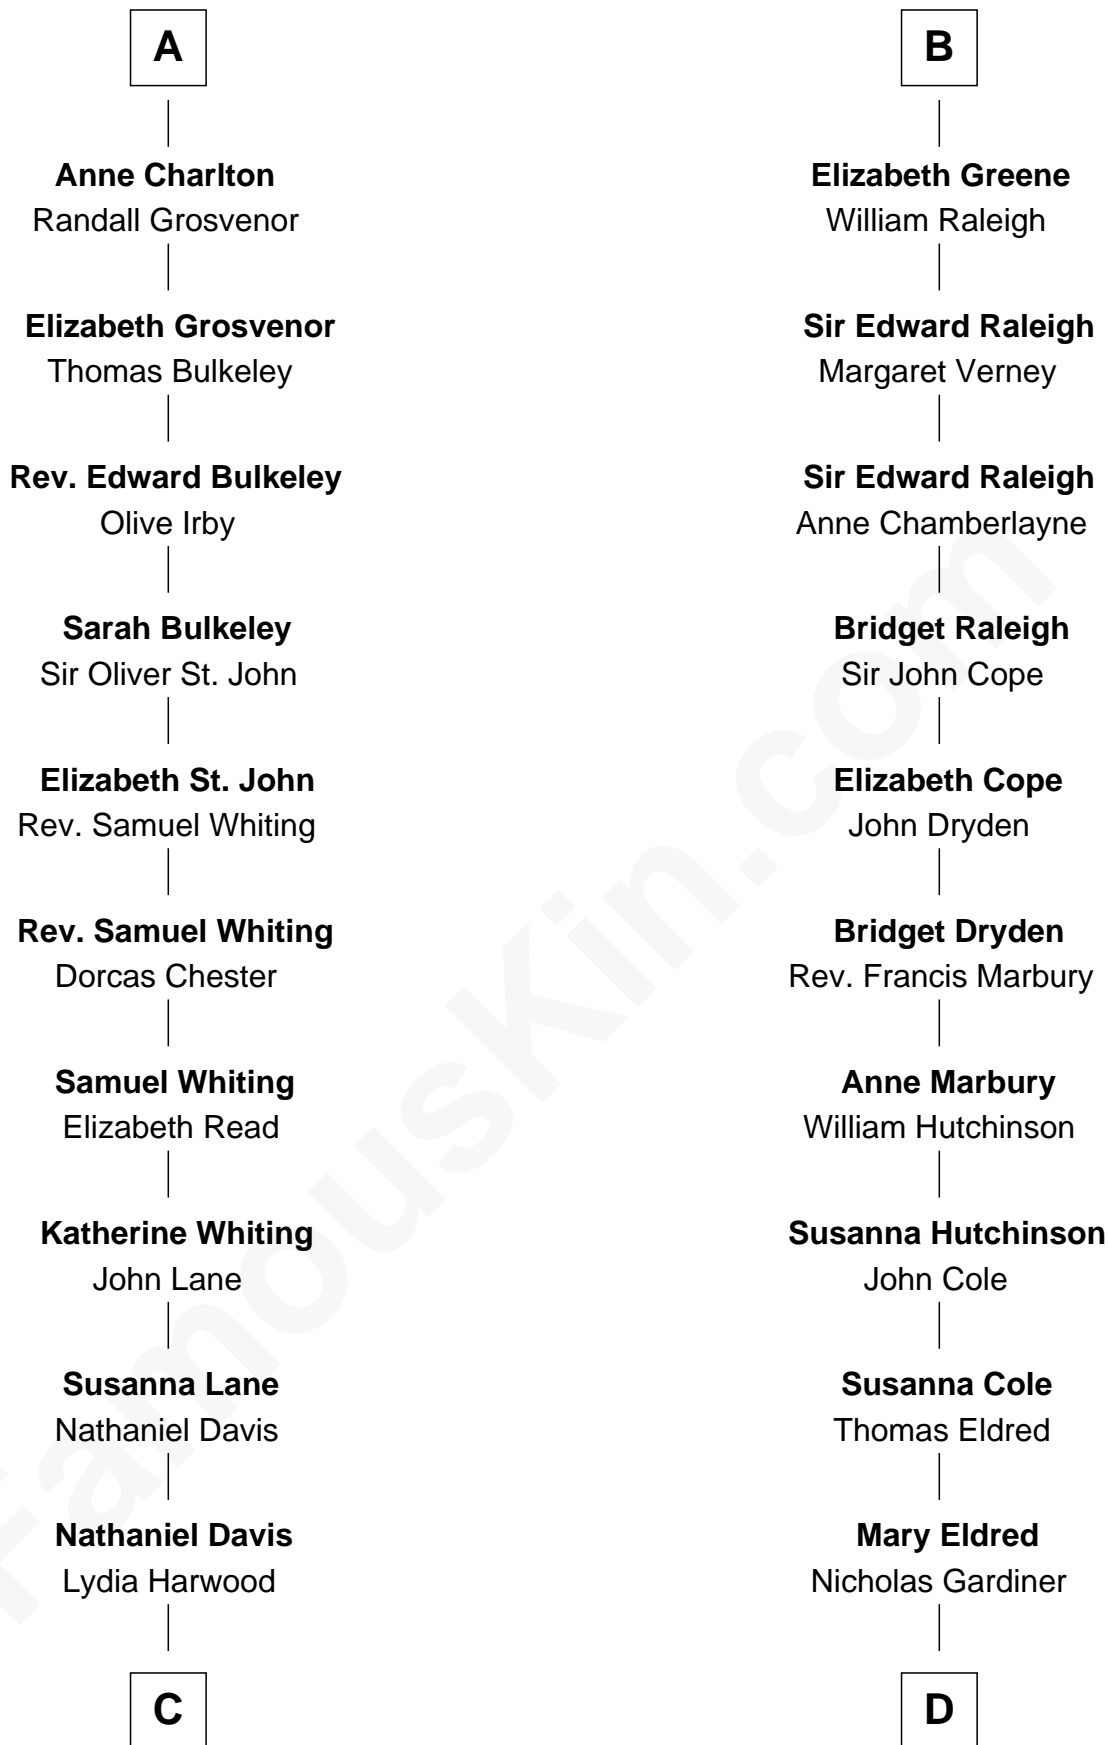 A
Anne Charlton
Randall Grosvenor
Elizabeth Grosvenor
Thomas Bulkeley
Rev. Edward Bulkeley
Olive Irby
Sarah Bulkeley
Sir Oliver St. John
Elizabeth St. John
Rev. Samuel Whiting
Rev. Samuel Whiting
Dorcas Chester
Samuel Whiting
Elizabeth Read
Katherine Whiting
John Lane
Susanna Lane
Nathaniel Davis
Nathaniel Davis
Lydia Harwood
C
B
Elizabeth Greene
William Raleigh
Sir Edward Raleigh
Margaret Verney
Sir Edward Raleigh
Anne Chamberlayne
Bridget Raleigh
Sir John Cope
Elizabeth Cope
John Dryden
Bridget Dryden
Rev. Francis Marbury
Anne Marbury
William Hutchinson
Susanna Hutchinson
John Cole
Susanna Cole
Thomas Eldred
Mary Eldred
Nicholas Gardiner
D
FamousKin.com